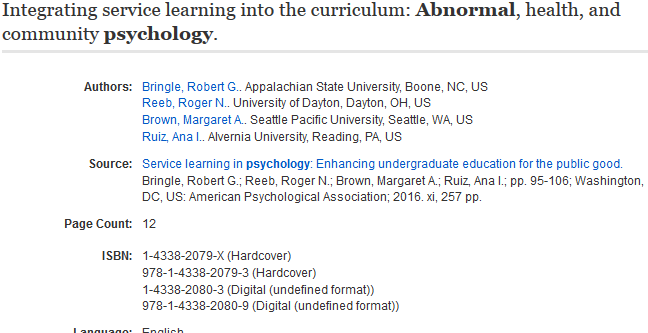 Integrating service learning into the curriculum: Abnormal, health, and
community psychology.
Authors: Bringle, Robert G.. Appalachian State University, Boone, NC, US
Reeb, Roger N.. University of Dayton, Dayton, OH, US
Brown, Margaret A.. Seattle Pacific University, Seattle, WA, US
Ruiz, Ana I.. Alvernia University, Reading, PA, US
Source: Service learning in psychology: Enhancing undergraduate education for the public good.
Bringle, Robert G.; Reeb, Roger N.; Brown, Margaret A.; Ruiz, Ana I.; pp. 95-106; Washington,
DC, US: American Psychological Association; 2016. xi, 257 pp.
Page Count: 12
ISBN: 1-4338-2079-X (Hardcover)
978-1-4338-2079-3 (Hardcover)
1-4338-2080-3 (Digital (undefined format))
978-1-4338-2080-9 (Digital (undefined format))
Language: English